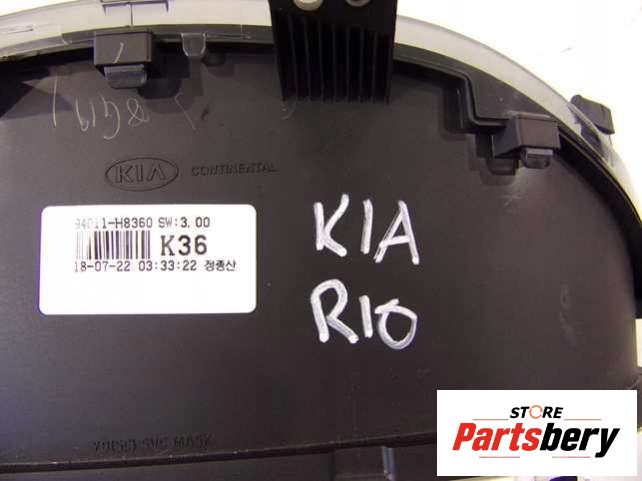 KIA CONTINENTAL
94011-H8360 SW:3.00
K36
18-07-22 03:33:22 정종산
KIA
RIO
STORE
Partsbery